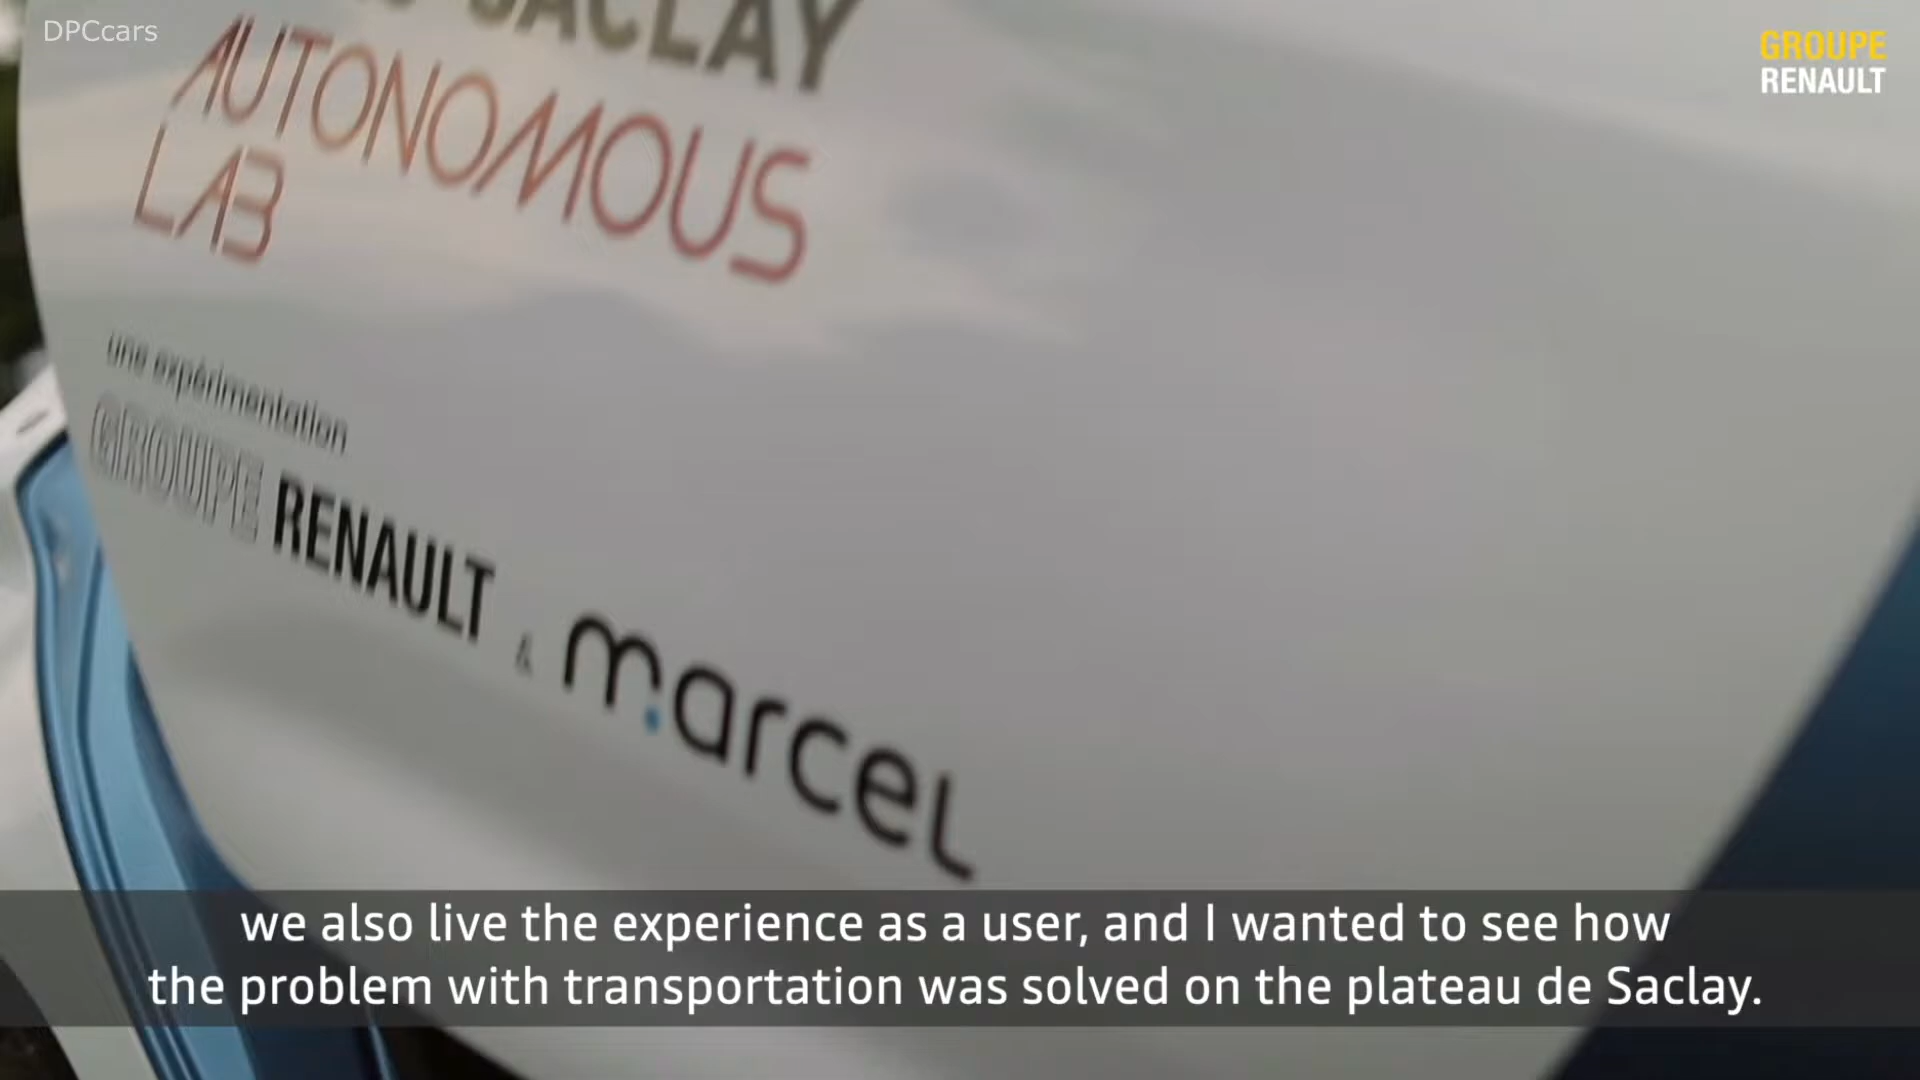 DPCcars
GROUPE
RENAULT
SACLAY
AUTONOMOUS
LAB
une expérimentation
GROUPE RENAULT & marcel
we also live the experience as a user, and I wanted to see how
the problem with transportation was solved on the plateau de Saclay.